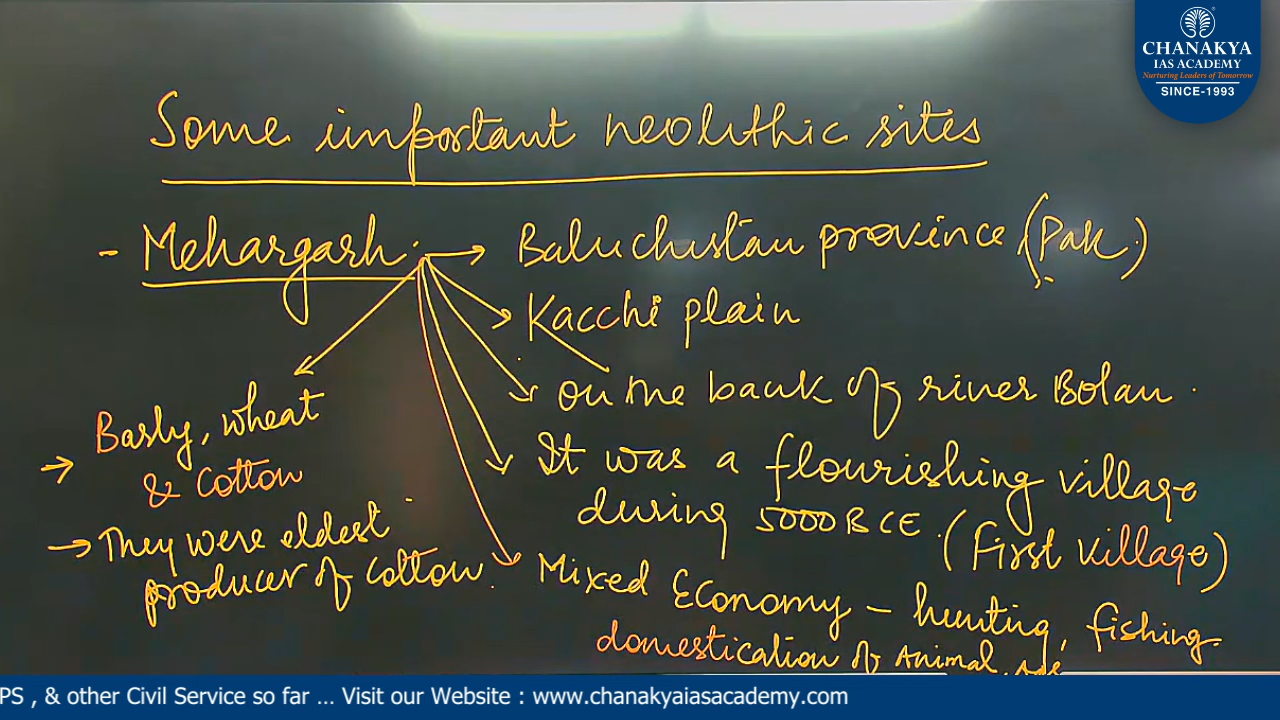 CHANAKYA
IAS ACADEMY
Nurturing Leaders of Tomorrow
SINCE-1993
Some important neolithic sites
- Mehargarh → Baluchistan province (Pak.)
Kacchi plain
On the bank of river Bolan.
It was a flourishing village
during 5000 BCE. (First Village)
Mixed Economy - hunting, fishing.
domestication of Animal,
→ Barly, wheat
& Cotton
→ They were eldest
producer of Cotton.
PS , & other Civil Service so far ... Visit our Website : www.chanakyaiasacademy.com